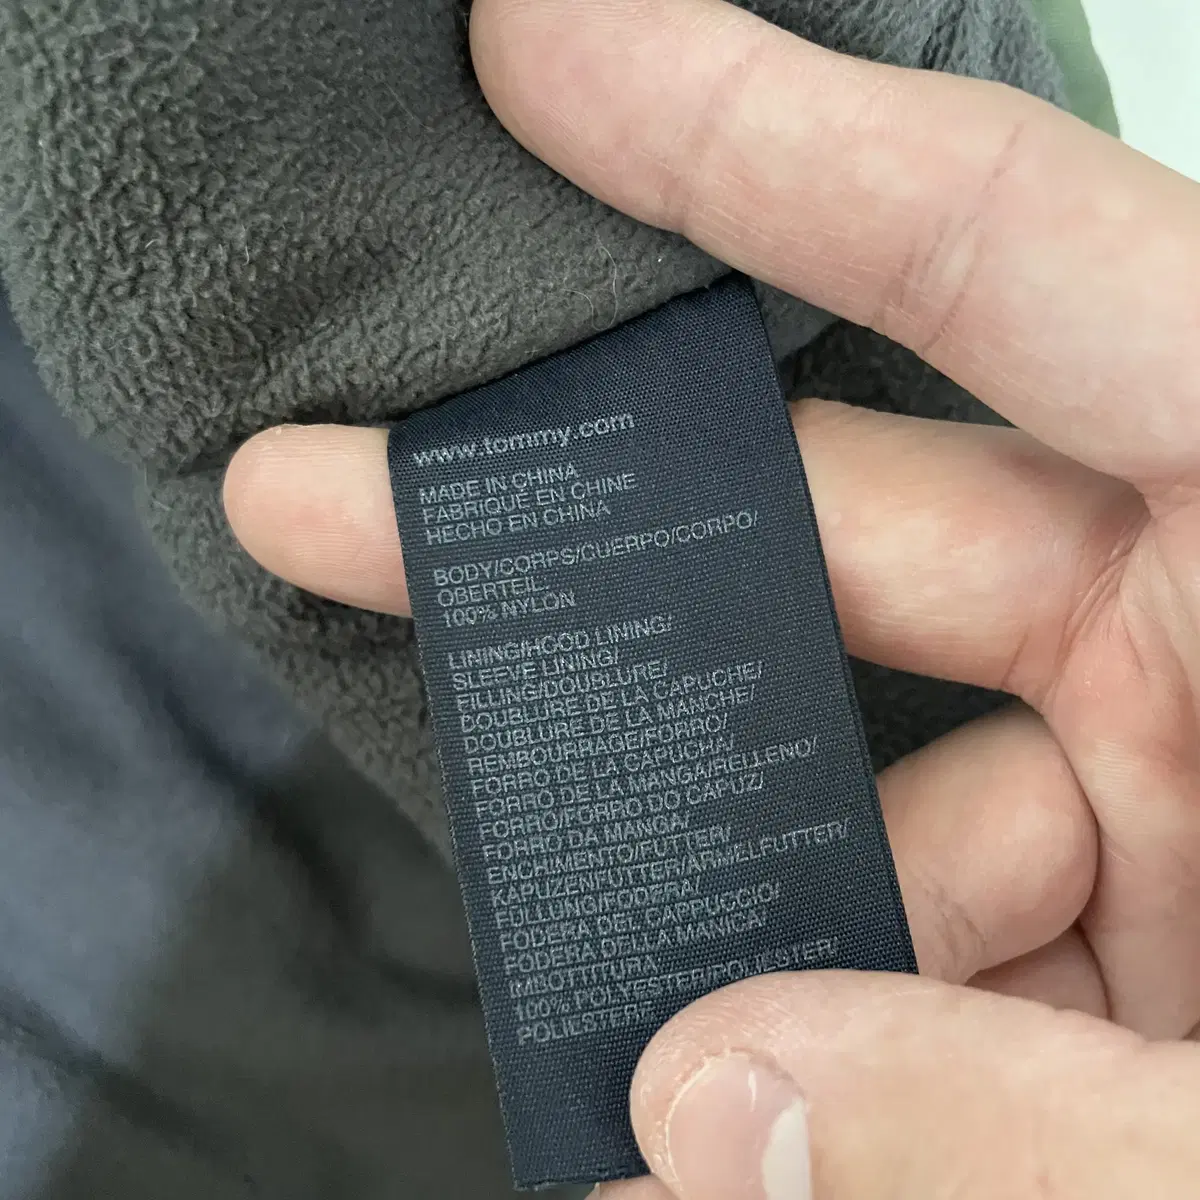 www.tommy.com
MADE IN CHINA
FABRIQUÉ EN CHINE
HECHO EN CHINA
BODY/CORPS/CUERPO/CORPO/
OBERTEIL:
100% NYLON
LINING/HOOD LINING/
SLEEVE LINING/
FILLING/DOUBLURE/
DOUBLURE DE LA CAPUCHE/
DOUBLURE DE LA MANCHE/
REMBOURRAGE/FORRO/
FORRO DE LA CAPUCHA/
FORRO DE LA MANGA/RELLENO/
FORRO/FORRO DO CAPUZ/
FORRO DA MANGA/
ENCHIMENTO/FUTTER/
KAPUZENFUTTER/ÄRMELFUTTER/
FÜLLUNG/FODERA/
FODERA DEL CAPPUCCIO/
FODERA DELLA MANICA/
IMBOTTITURA
100% POLYESTER/POLIÉSTER/